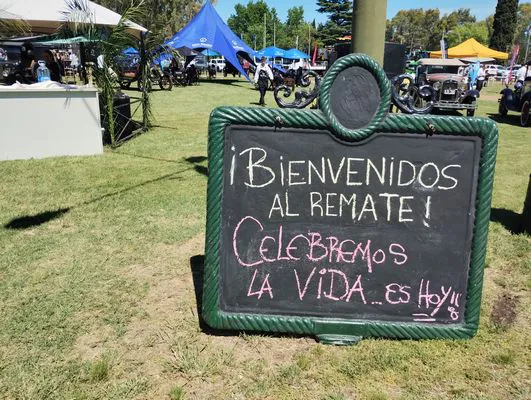 ¡BIENVENIDOS
AL REMATE!
CELEBREMOS
LA VIDA...ES HOY!!